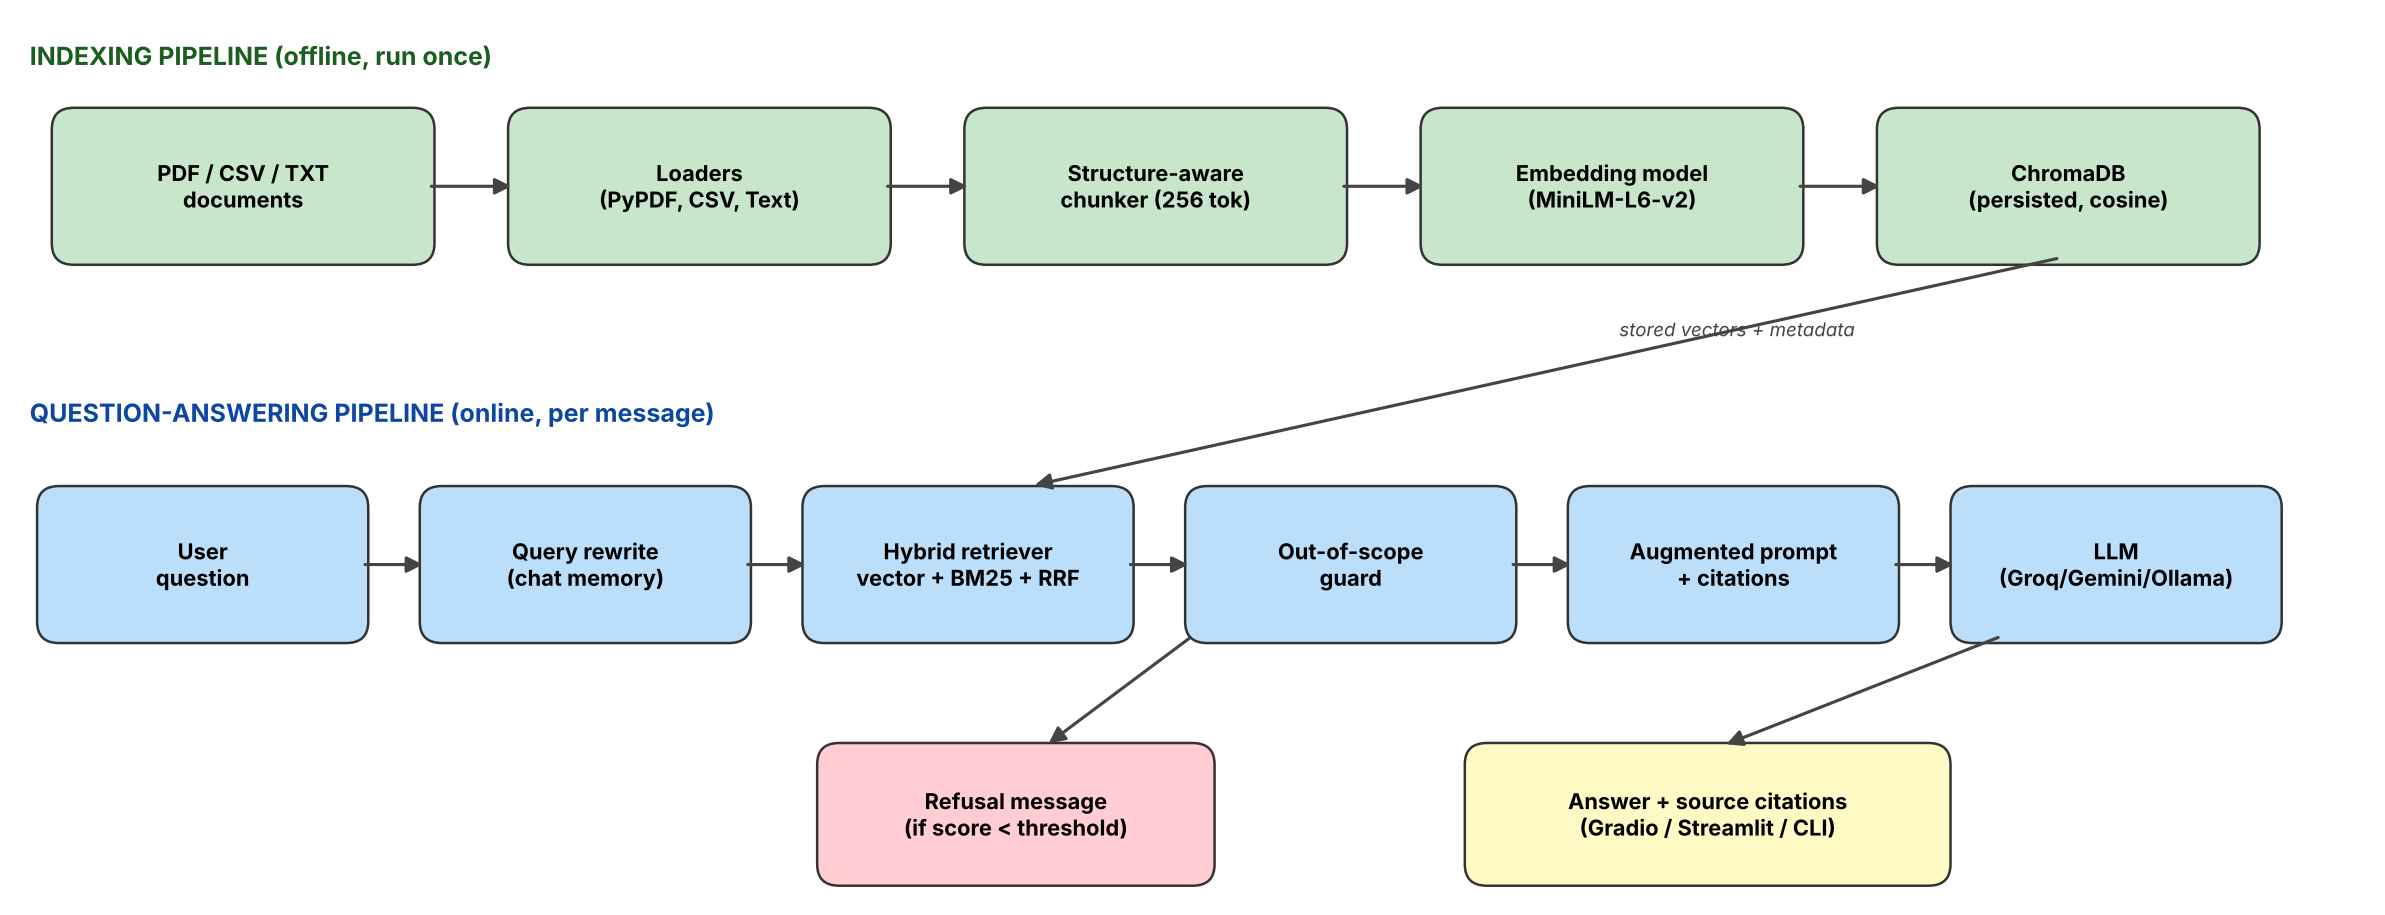 INDEXING PIPELINE (offline, run once)
PDF / CSV / TXT
documents
Loaders
(PyPDF, CSV, Text)
Structure-aware
chunker (256 tok)
Embedding model
(MiniLM-L6-v2)
ChromaDB
(persisted, cosine)
stored vectors + metadata
QUESTION-ANSWERING PIPELINE (online, per message)
User
question
Query rewrite
(chat memory)
Hybrid retriever
vector + BM25 + RRF
Out-of-scope
guard
Augmented prompt
+ citations
LLM
(Groq/Gemini/Ollama)
Refusal message
(if score < threshold)
Answer + source citations
(Gradio / Streamlit / CLI)